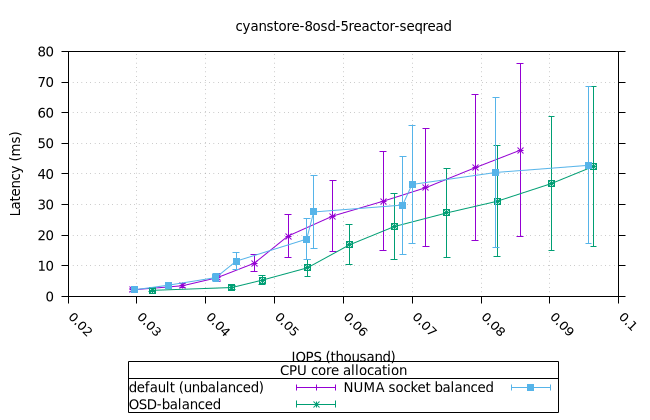 cyanstore-8osd-5reactor-seqread
80
70
60
50
40
30
20
10
0
Latency (ms)
0.02
0.03
0.04
0.05
0.06
0.07
0.08
0.09
0.1
IOPS (thousand)
CPU core allocation
default (unbalanced)
NUMA socket balanced
OSD-balanced